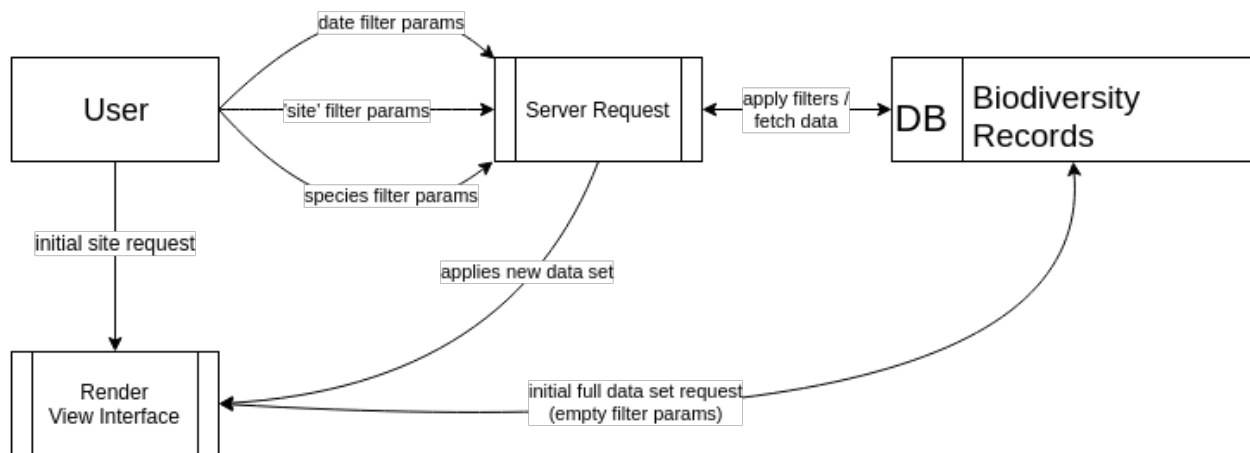 date filter params
User
'site' filter params
Server Request
apply filters /
fetch data
DB
Biodiversity
Records
species filter params
initial site request
applies new data set
Render
View Interface
initial full data set request
(empty filter params)